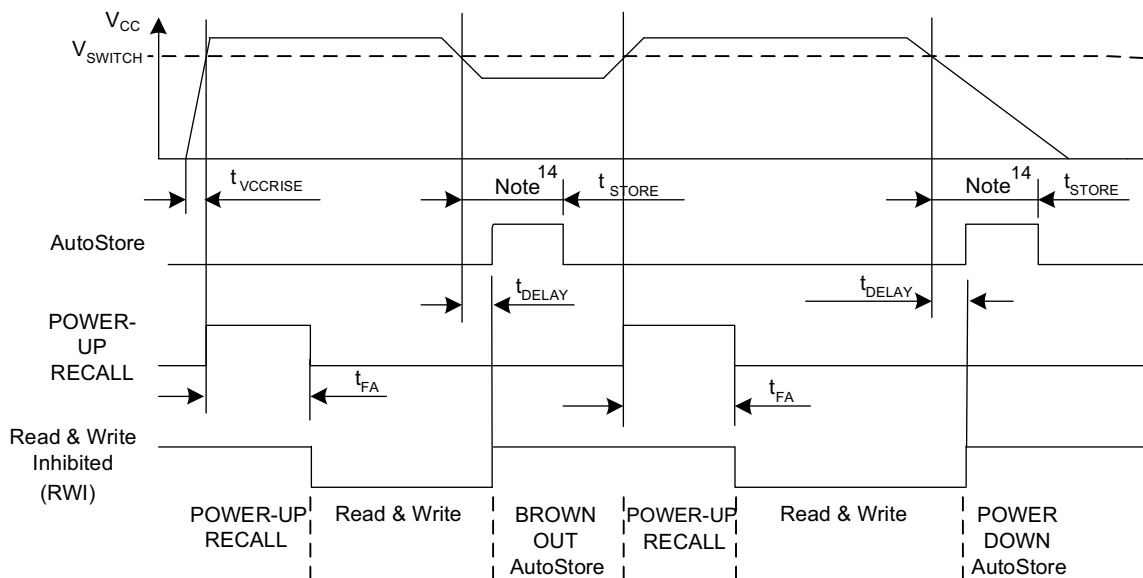 VCC
VSWITCH
tVCCRISE
Note14
tSTORE
Note14
tSTORE
AutoStore
tDELAY
tDELAY
POWER-
UP
RECALL
tFA
tFA
Read & Write
Inhibited
(RWI)
POWER-UP
RECALL
Read & Write
BROWN
OUT
AutoStore
POWER-UP
RECALL
Read & Write
POWER
DOWN
AutoStore